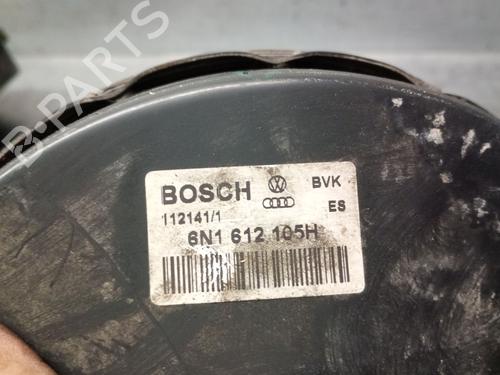 B-PARTS
BOSCH BVK
112141/1 ES
6N1 612 105H